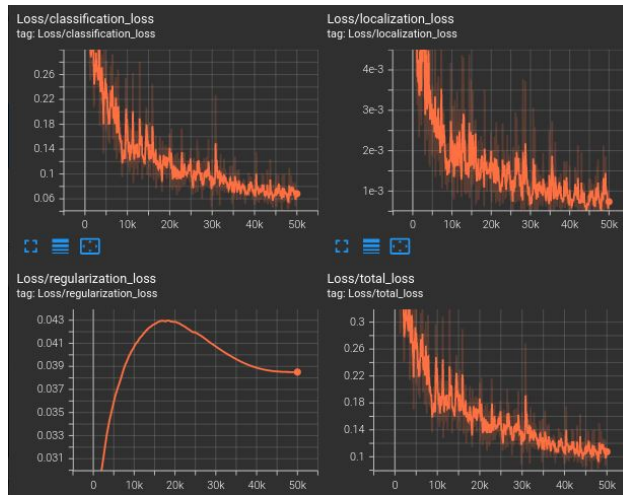 Loss/classification_loss
tag: Loss/classification_loss
0.26
0.22
0.18
0.14
0.1
0.06
0 10k 20k 30k 40k 50k
Loss/localization_loss
tag: Loss/localization_loss
4e-3
3e-3
2e-3
1e-3
0 10k 20k 30k 40k 50k
Loss/regularization_loss
tag: Loss/regularization_loss
0.043
0.041
0.039
0.037
0.035
0.033
0.031
0 10k 20k 30k 40k 50k
Loss/total_loss
tag: Loss/total_loss
0.3
0.26
0.22
0.18
0.14
0.1
0 10k 20k 30k 40k 50k